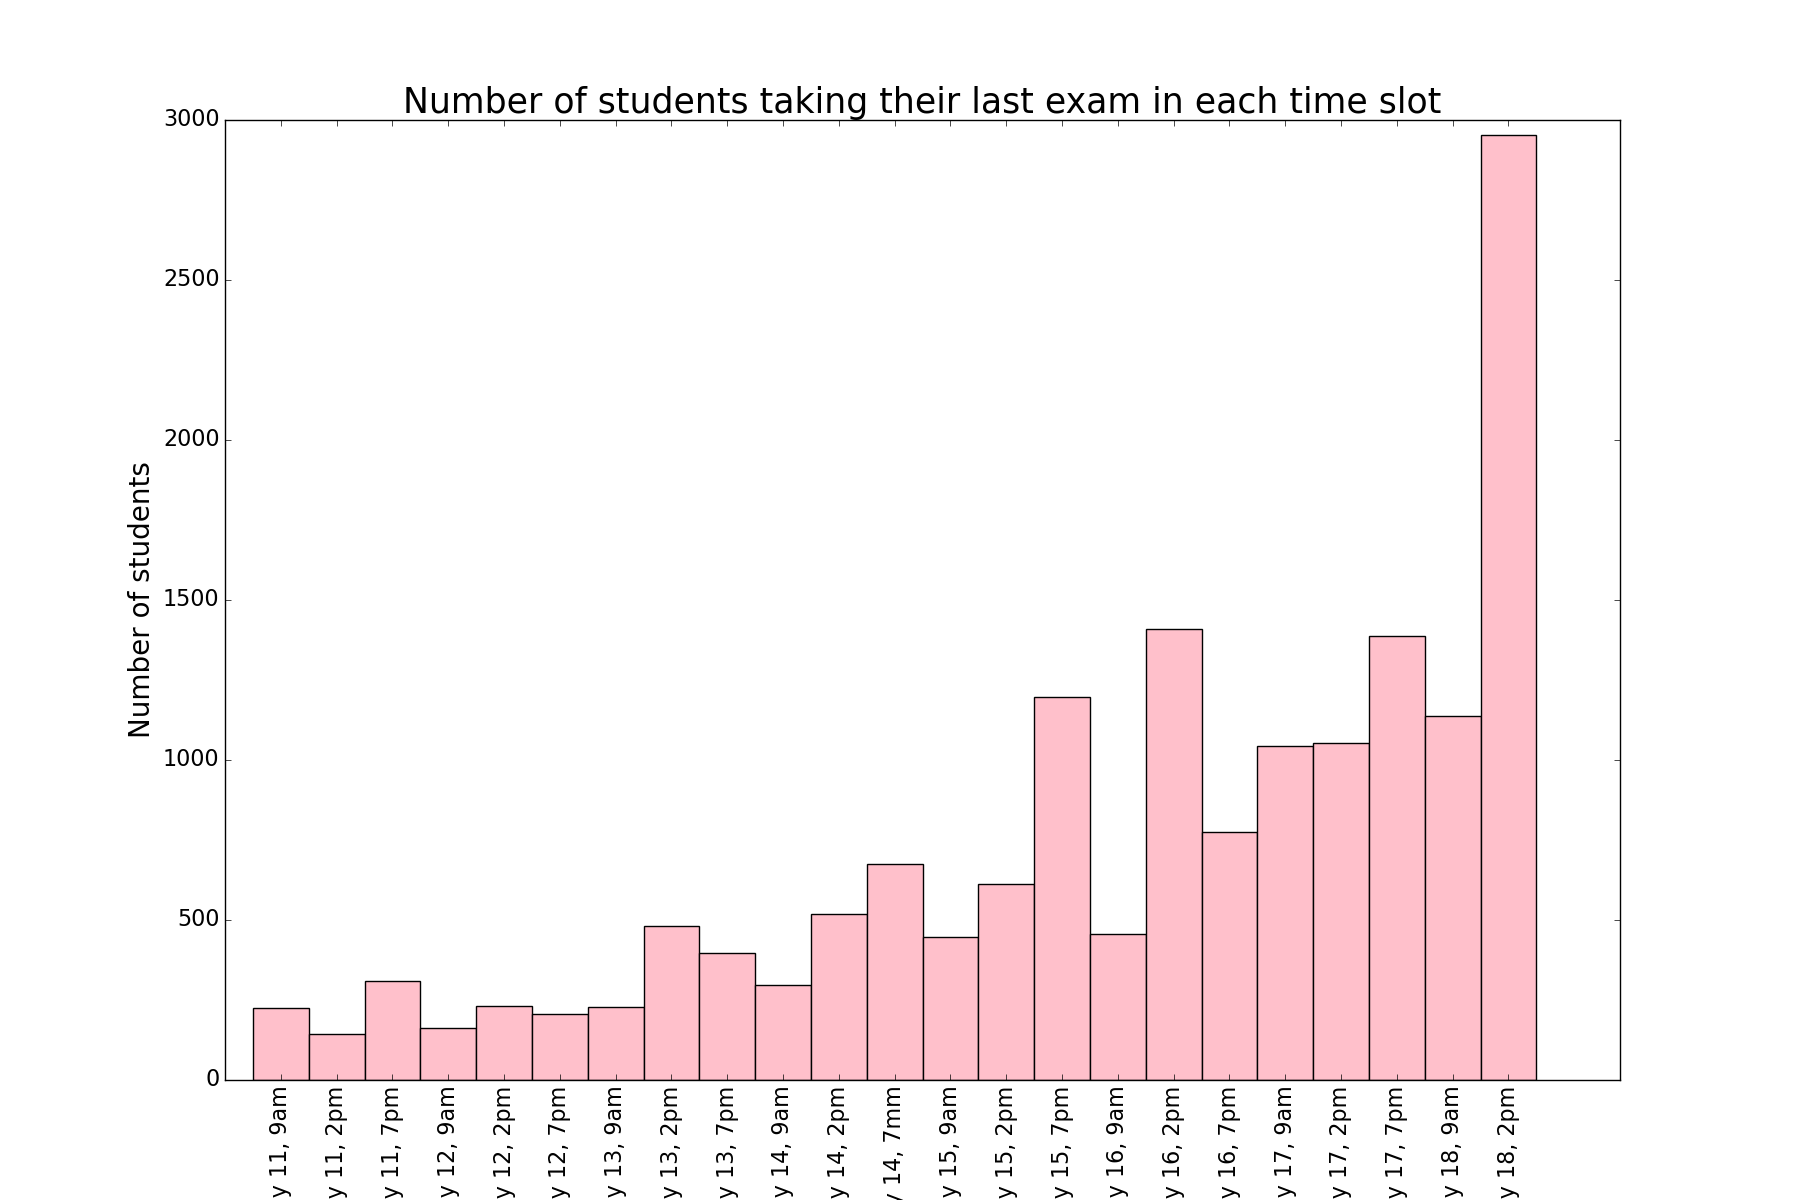 Number of students taking their last exam in each time slot
3000
2500
2000
1500
1000
500
0
Number of students
y 11, 9am
y 11, 2pm
y 11, 7pm
y 12, 9am
y 12, 2pm
y 12, 7pm
y 13, 9am
y 13, 2pm
y 13, 7pm
y 14, 9am
y 14, 2pm
y 14, 7mm
y 15, 9am
y 15, 2pm
y 15, 7pm
y 16, 9am
y 16, 2pm
y 16, 7pm
y 17, 9am
y 17, 2pm
y 17, 7pm
y 18, 9am
y 18, 2pm